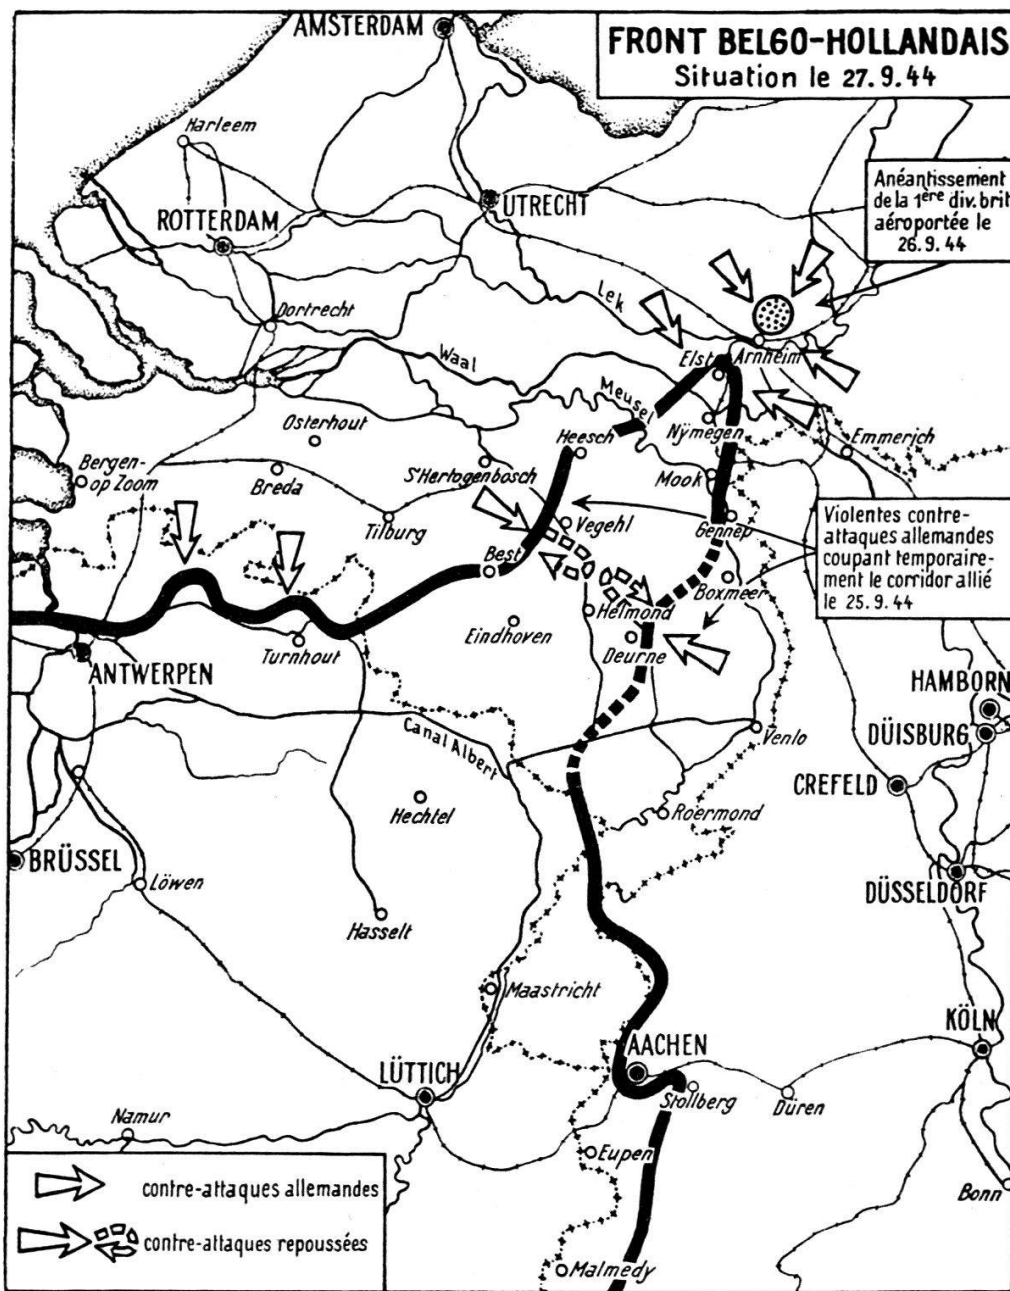 AMSTERDAM
FRONT BELGO-HOLLANDAIS
Situation le 27.9.44
Harleem
Anéantissement
de la 1ère div. brit
aéroportée le
26.9.44
UTRECHT
ROTTERDAM
Lek
Dortrecht
Waal
Elst
Arnheim
Meusel
Osterhout
Heesch
Nymegen
Emmerich
Bergen-
op Zoom
Breda
St Hertogenbosch
Mook
Tilburg
Vegehl
Gennep
Violentes contre-
attaques allemandes
coupant temporaire-
ment le corridor allié
le 25.9.44
Best
Boxmeer
Helmond
Eindhoven
Turnhout
Deurne
ANTWERPEN
HAMBORN
Canal Albert
Venlo
DÜISBURG
CREFELD
Hechtel
Roermond
BRÜSSEL
Löwen
DÜSSELDORF
Hasselt
Maastricht
KÖLN
AACHEN
LÜTTICH
Stollberg
Düren
Namur
Eupen
Bonn
contre-attaques allemandes
contre-attaques repoussées
Malmedy